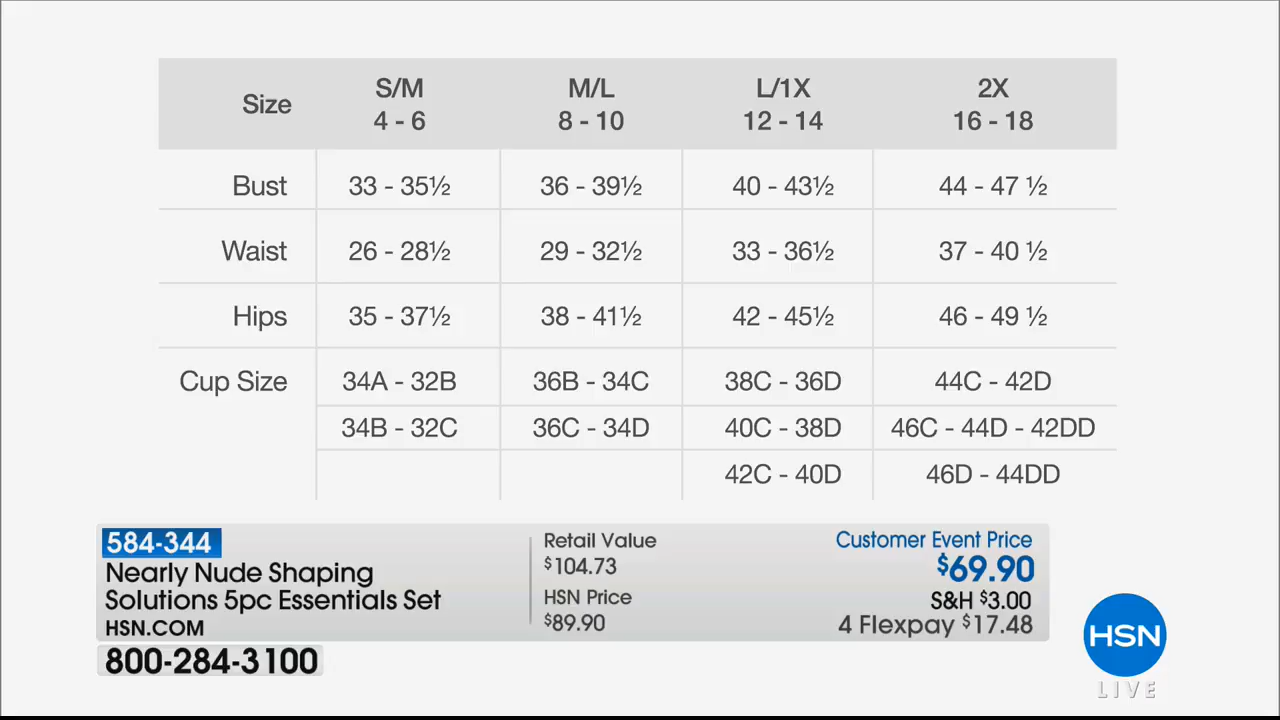 Size S/M M/L L/1X 2X
4 - 6 8 - 10 12 - 14 16 - 18
Bust 33 - 35½ 36 - 39½ 40 - 43½ 44 - 47 ½
Waist 26 - 28½ 29 - 32½ 33 - 36½ 37 - 40 ½
Hips 35 - 37½ 38 - 41½ 42 - 45½ 46 - 49 ½
Cup Size 34A - 32B 36B - 34C 38C - 36D 44C - 42D
34B - 32C 36C - 34D 40C - 38D 46C - 44D - 42DD
42C - 40D 46D - 44DD
584-344
Nearly Nude Shaping
Solutions 5pc Essentials Set
HSN.COM
800-284-3100
Retail Value
$104.73
HSN Price
$89.90
Customer Event Price
$69.90
S&H $3.00
4 Flexpay $17.48
HSN
LIVE